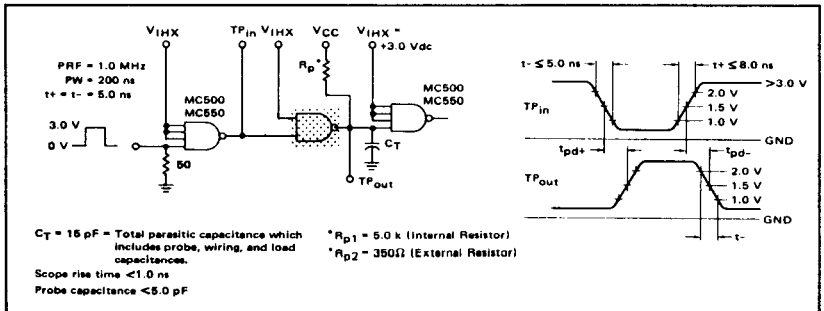 VIHX TPin VIHX VCC VIHX =
+3.0 Vdc
PRF = 1.0 MHz
PW = 200 ns
t+ = t- = 5.0 ns
Rp*
MC500
MC550
MC500
MC550
3.0 V
0 V
50
CT
TPout
CT = 15 pF = Total parasitic capacitance which
includes probe, wiring, and load
capacitances.
Scope rise time <1.0 ns
Probe capacitance <5.0 pF
*Rp1 = 5.0 k (Internal Resistor)
*Rp2 = 350Ω (External Resistor)
t- ≤ 5.0 ns
t+ ≤ 8.0 ns
>3.0 V
TPin
2.0 V
1.5 V
1.0 V
GND
tpd+
tpd-
TPout
2.0 V
1.5 V
1.0 V
GND
t-